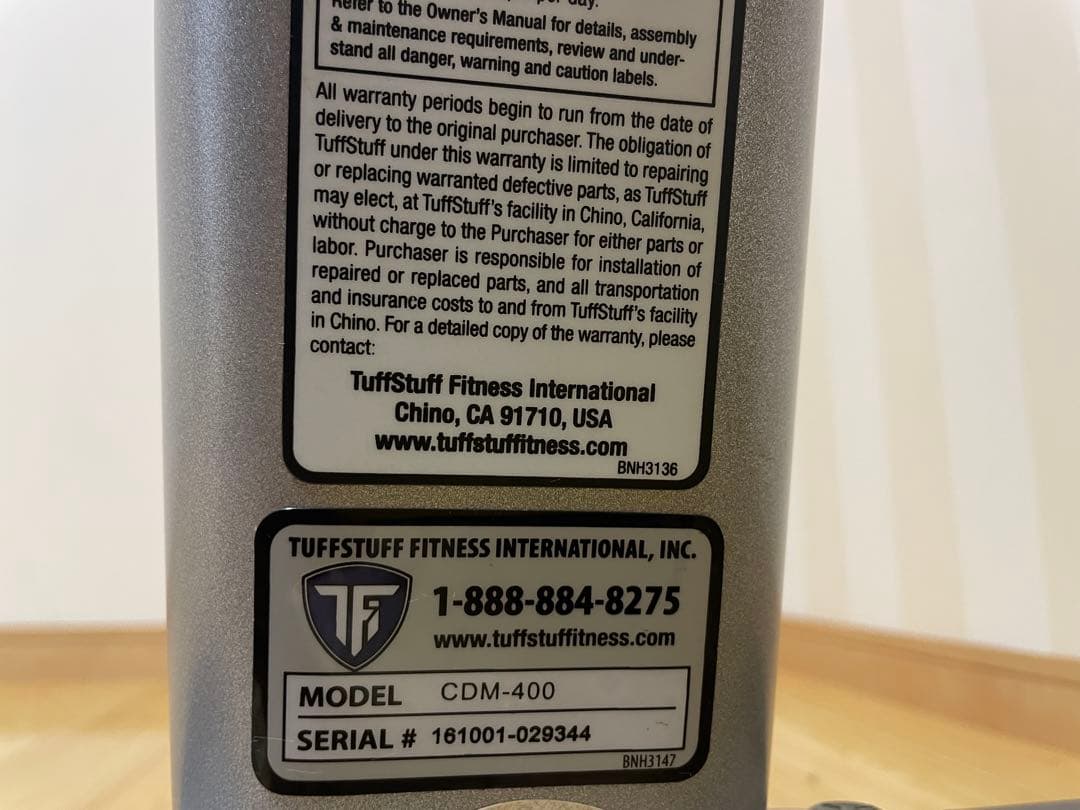 per day.
Refer to the Owner's Manual for details, assembly
& maintenance requirements, review and under-
stand all danger, warning and caution labels.
All warranty periods begin to run from the date of
delivery to the original purchaser. The obligation of
TuffStuff under this warranty is limited to repairing
or replacing warranted defective parts, as TuffStuff
may elect, at TuffStuff's facility in Chino, California,
without charge to the Purchaser for either parts or
labor. Purchaser is responsible for installation of
repaired or replaced parts, and all transportation
and insurance costs to and from TuffStuff's facility
in Chino. For a detailed copy of the warranty, please
contact:
TuffStuff Fitness International
Chino, CA 91710, USA
www.tuffstuffitness.com
BNH3136
TUFFSTUFF FITNESS INTERNATIONAL, INC.
TF
1-888-884-8275
www.tuffstuffitness.com
MODEL CDM-400
SERIAL # 161001-029344
BNH3147